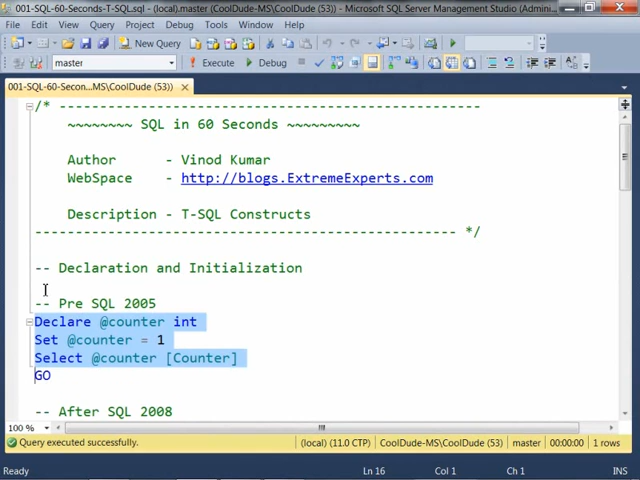 001-SQL-60-Seconds-T-SQL.sql - (local).master (CoolDude-MS\CoolDude (53)) - Microsoft SQL Server Management Studio (Admini...
File Edit View Query Project Debug Tools Window Help
New Query
master Execute Debug
001-SQL-60-Secon...MS\CoolDude (53))
/* -------------------------------------------------
~~~~~~~~ SQL in 60 Seconds ~~~~~~~~~
Author - Vinod Kumar
WebSpace - http://blogs.ExtremeExperts.com
Description - T-SQL Constructs
---------------------------------------------------- */
-- Declaration and Initialization
-- Pre SQL 2005
Declare @counter int
Set @counter = 1
Select @counter [Counter]
GO
-- After SQL 2008
100 %
Query executed successfully. (local) (11.0 CTP) CoolDude-MS\CoolDude (53) master 00:00:00 1 rows
Ready Ln 16 Col 1 Ch 1 INS